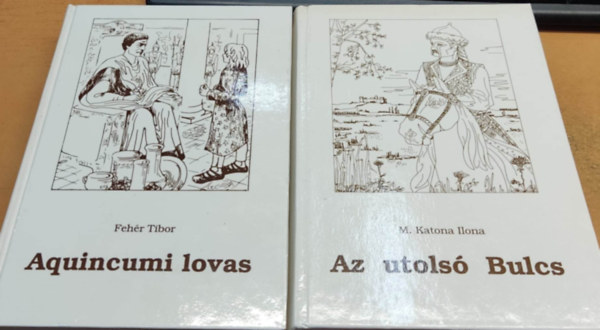 Fehér Tibor
Aquincumi lovas
M. Katona Ilona
Az utolsó Bulcs